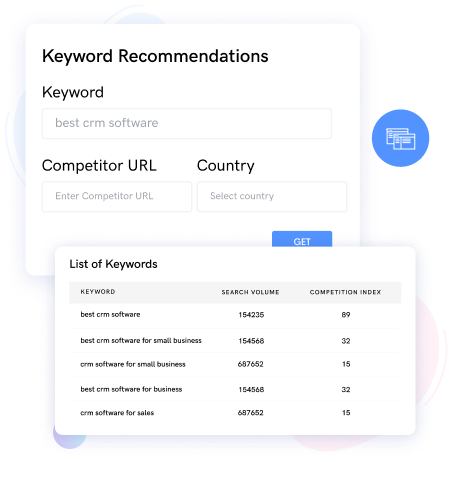 Keyword Recommendations
Keyword
best crm software
Competitor URL Country
Enter Competitor URL Select country
GET
List of Keywords
KEYWORD SEARCH VOLUME COMPETITION INDEX
best crm software 154235 89
best crm software for small business 154568 32
crm software for small business 687652 15
best crm software for business 154568 32
crm software for sales 687652 15